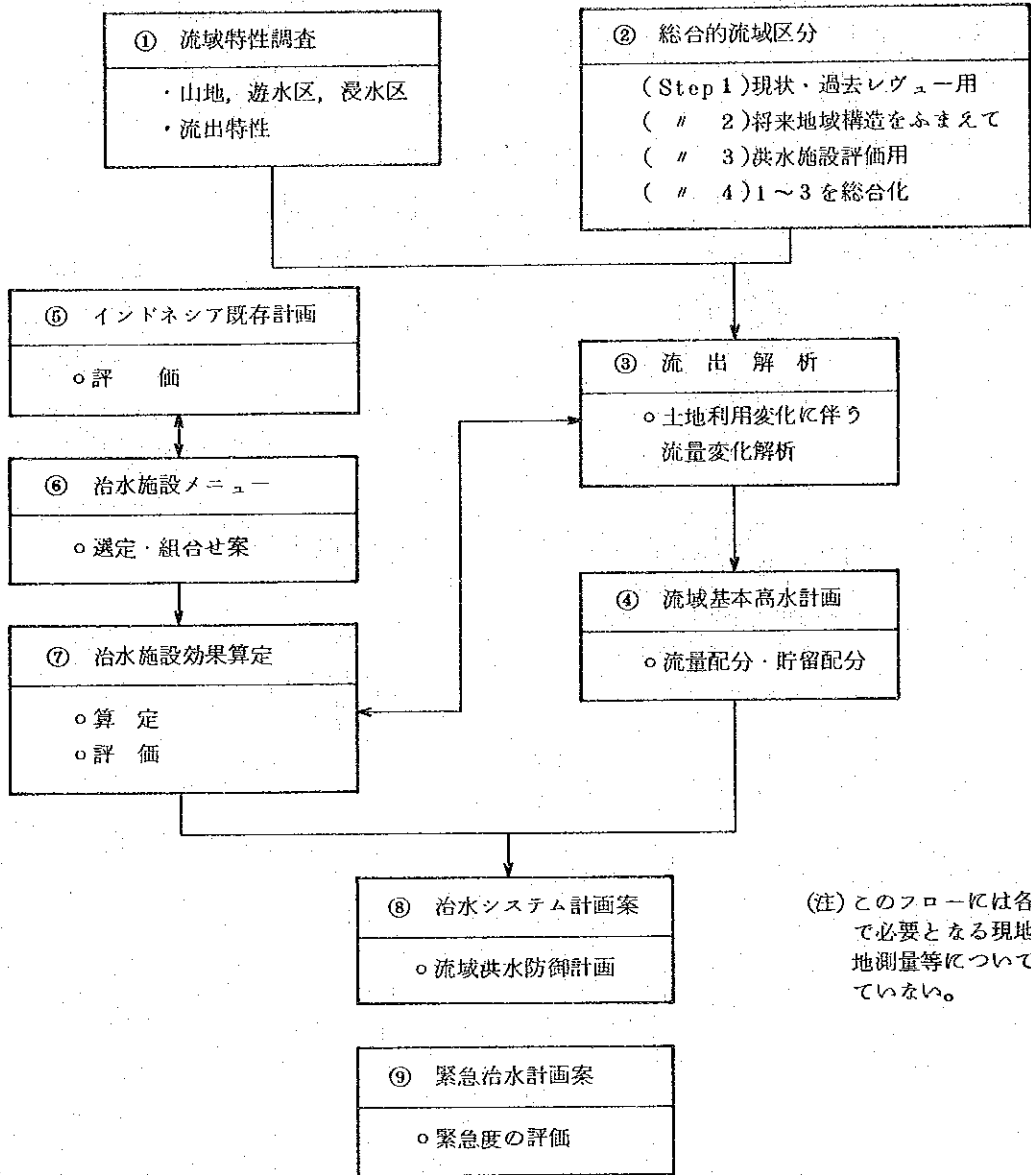 ① 流域特性調査
・山地，遊水区，浸水区
・流出特性
② 総合的流域区分
(Step 1)現状・過去レヴュー用
( 〃 2)将来地域構造をふまえて
( 〃 3)洪水施設評価用
( 〃 4)1～3を総合化
⑤ インドネシア既存計画
○評 価
③ 流 出 解 析
○土地利用変化に伴う
流量変化解析
⑥ 治水施設メニュー
○選定・組合せ案
④ 流域基本高水計画
○流量配分・貯留配分
⑦ 治水施設効果算定
○算 定
○評 価
⑧ 治水システム計画案
○流域洪水防御計画
(注)このフローには各
で必要となる現地
地測量等について
ていない。
⑨ 緊急治水計画案
○緊急度の評価